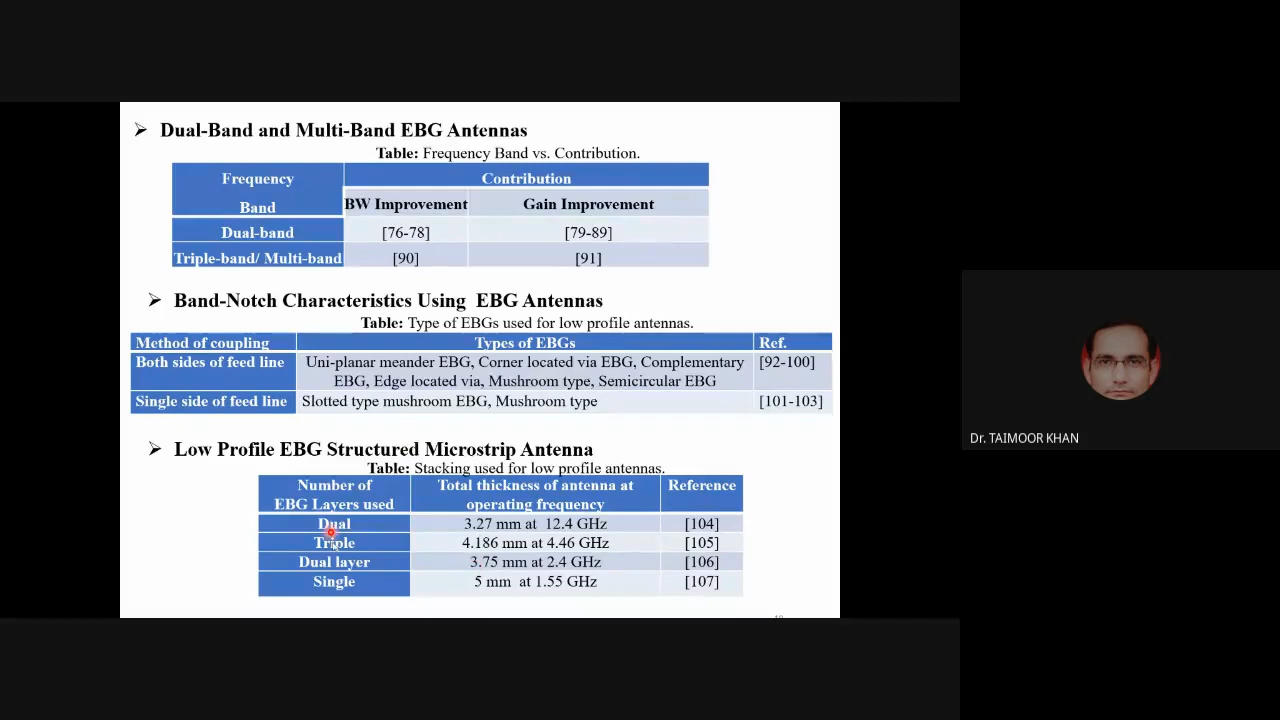 Dual-Band and Multi-Band EBG Antennas
Table: Frequency Band vs. Contribution.
Frequency Band Contribution
BW Improvement Gain Improvement
Dual-band [76-78] [79-89]
Triple-band/ Multi-band [90] [91]
Band-Notch Characteristics Using EBG Antennas
Table: Type of EBGs used for low profile antennas.
Method of coupling Types of EBGs Ref.
Both sides of feed line Uni-planar meander EBG, Corner located via EBG, Complementary [92-100]
EBG, Edge located via, Mushroom type, Semicircular EBG
Single side of feed line Slotted type mushroom EBG, Mushroom type [101-103]
Low Profile EBG Structured Microstrip Antenna
Table: Stacking used for low profile antennas.
Number of Total thickness of antenna at Reference
EBG Layers used operating frequency
Dual 3.27 mm at 12.4 GHz [104]
Triple 4.186 mm at 4.46 GHz [105]
Dual layer 3.75 mm at 2.4 GHz [106]
Single 5 mm at 1.55 GHz [107]
Dr. TAIMOOR KHAN